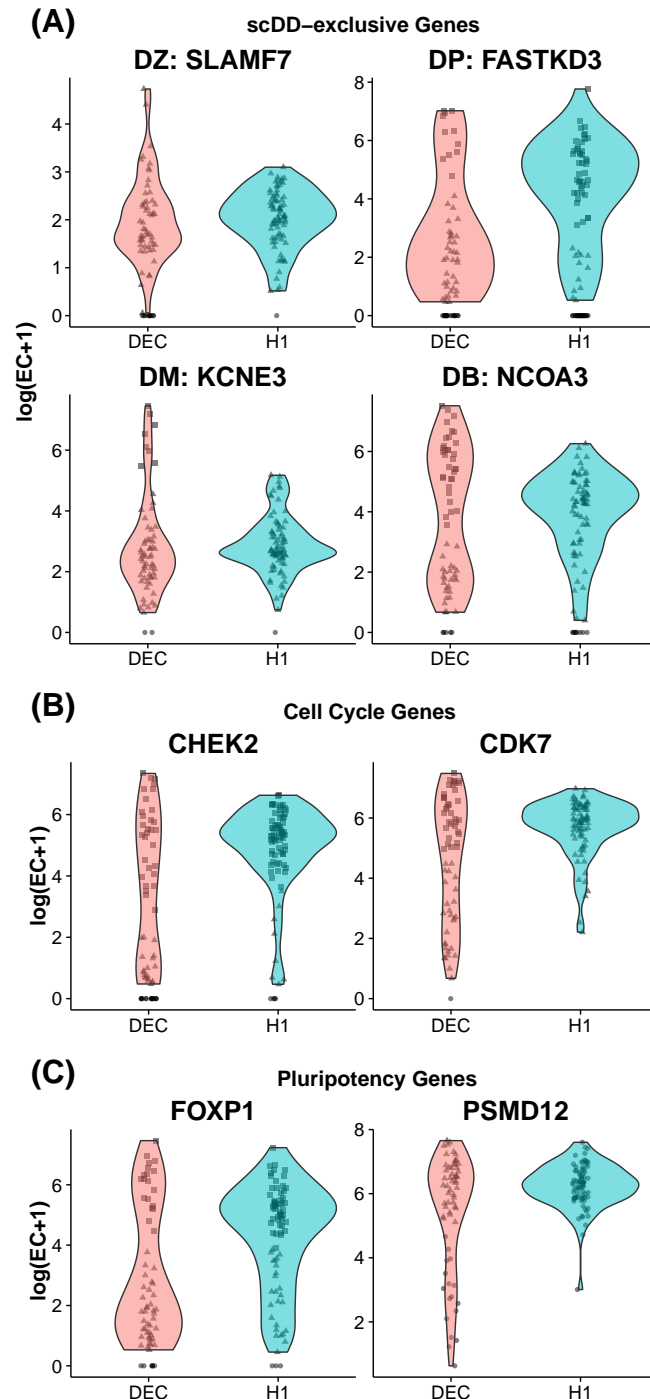 (A)
scDD–exclusive Genes
DZ: SLAMF7
DP: FASTKD3
4
3
2
1
0
8
6
4
2
0
DEC
H1
DEC
H1
DM: KCNE3
DB: NCOA3
6
4
2
0
6
4
2
0
DEC
H1
DEC
H1
log(EC+1)
(B)
Cell Cycle Genes
CHEK2
CDK7
log(EC+1)
6
4
2
0
6
4
2
0
DEC
H1
DEC
H1
(C)
Pluripotency Genes
FOXP1
PSMD12
log(EC+1)
6
4
2
0
8
6
4
2
DEC
H1
DEC
H1